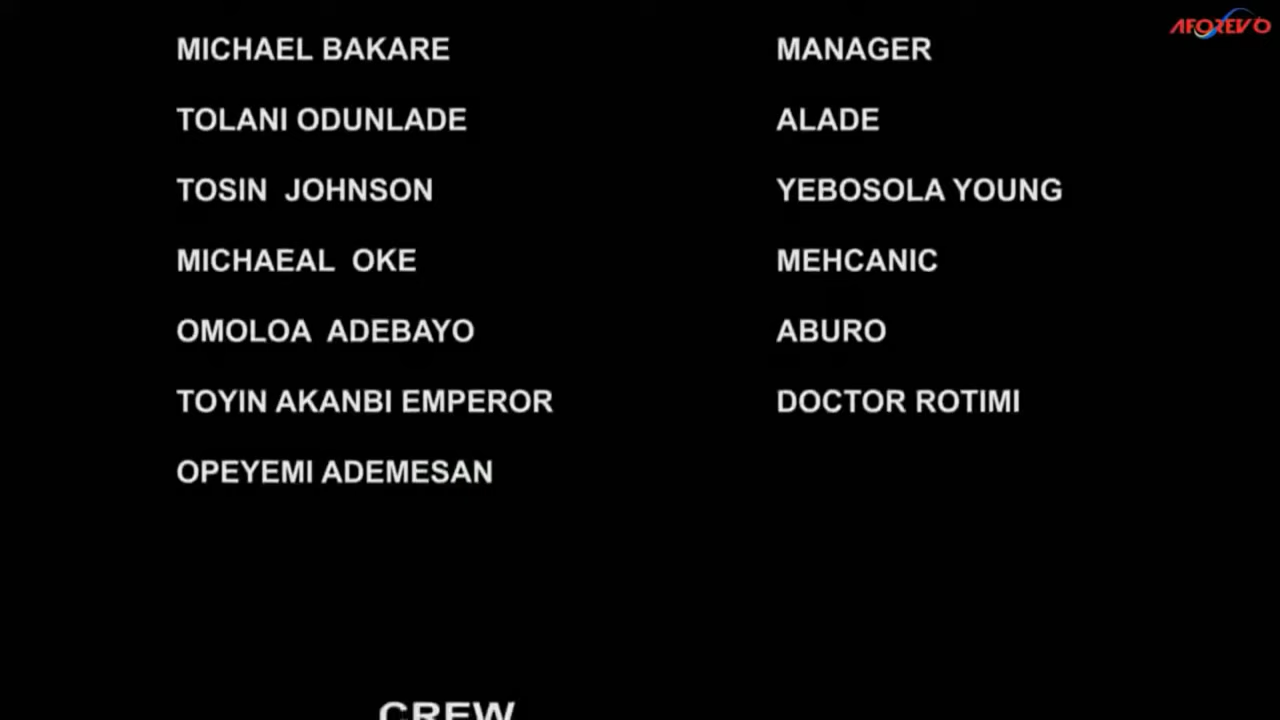 AFOREVO
MICHAEL BAKARE MANAGER
TOLANI ODUNLADE ALADE
TOSIN JOHNSON YEBOSOLA YOUNG
MICHAEAL OKE MEHCANIC
OMOLOA ADEBAYO ABURO
TOYIN AKANBI EMPEROR DOCTOR ROTIMI
OPEYEMI ADEMESAN
CREW